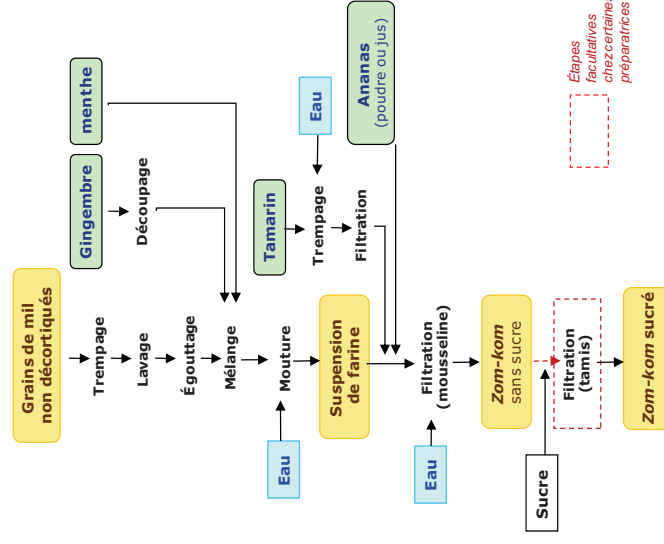 Grains de mil
non décortiqués
Trempage
Lavage
Égouttage
Mélange
Mouture
Eau
Suspension
de farine
Gingembre
Découpage
menthe
Tamarin
Trempage
Eau
Filtration
Ananas
(poudre ou jus)
Filtration
(mousseline)
Eau
Zom-kom
sans sucre
Sucre
Filtration
(tamis)
Zom-kom sucré
Étapes
facultatives
chezcertaines
préparatrices